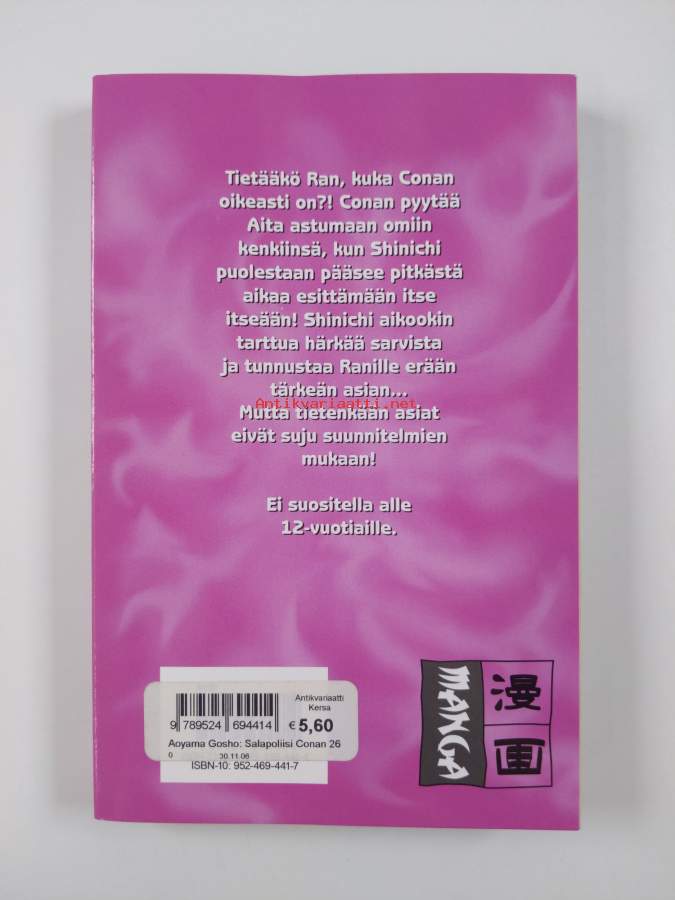 Tietääkö Ran, kuka Conan
oikeasti on?! Conan pyytää
Aita astumaan omiin
kenkiinsä, kun Shinichi
puolestaan pääsee pitkästä
aikaa esittämään itse
itseään! Shinichi aikookin
tarttua härkää sarvista
ja tunnustaa Ranille erään
tärkeän asian...
Antikvariaatti.net
Mutta tietenkään asiat
eivät suju suunnitelmien
mukaan!
Ei suositella alle
12-vuotiaille.
Antikvariaatti
Kersa
9 789524 694414 € 5,60
Aoyama Gosho; Salapoliisi Conan 26
0 30.11.06
ISBN-10: 952-469-441-7
MANGA
漫
画